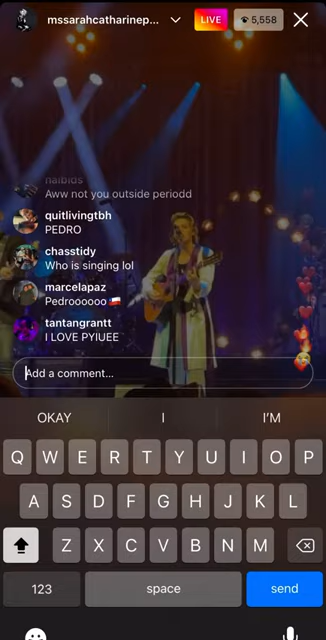 mssarahcatharinep...
LIVE
5,558
halbids
Aww not you outside periodd
quitlivingtbh
PEDRO
chasstidy
Who is singing lol
marcelapaz
Pedroooooo 🇨🇱
tantangrantt
I LOVE PYIUEE
Add a comment...
OKAY I I'M
Q W E R T Y U I O P
A S D F G H J K L
Z X C V B N M
123 space send